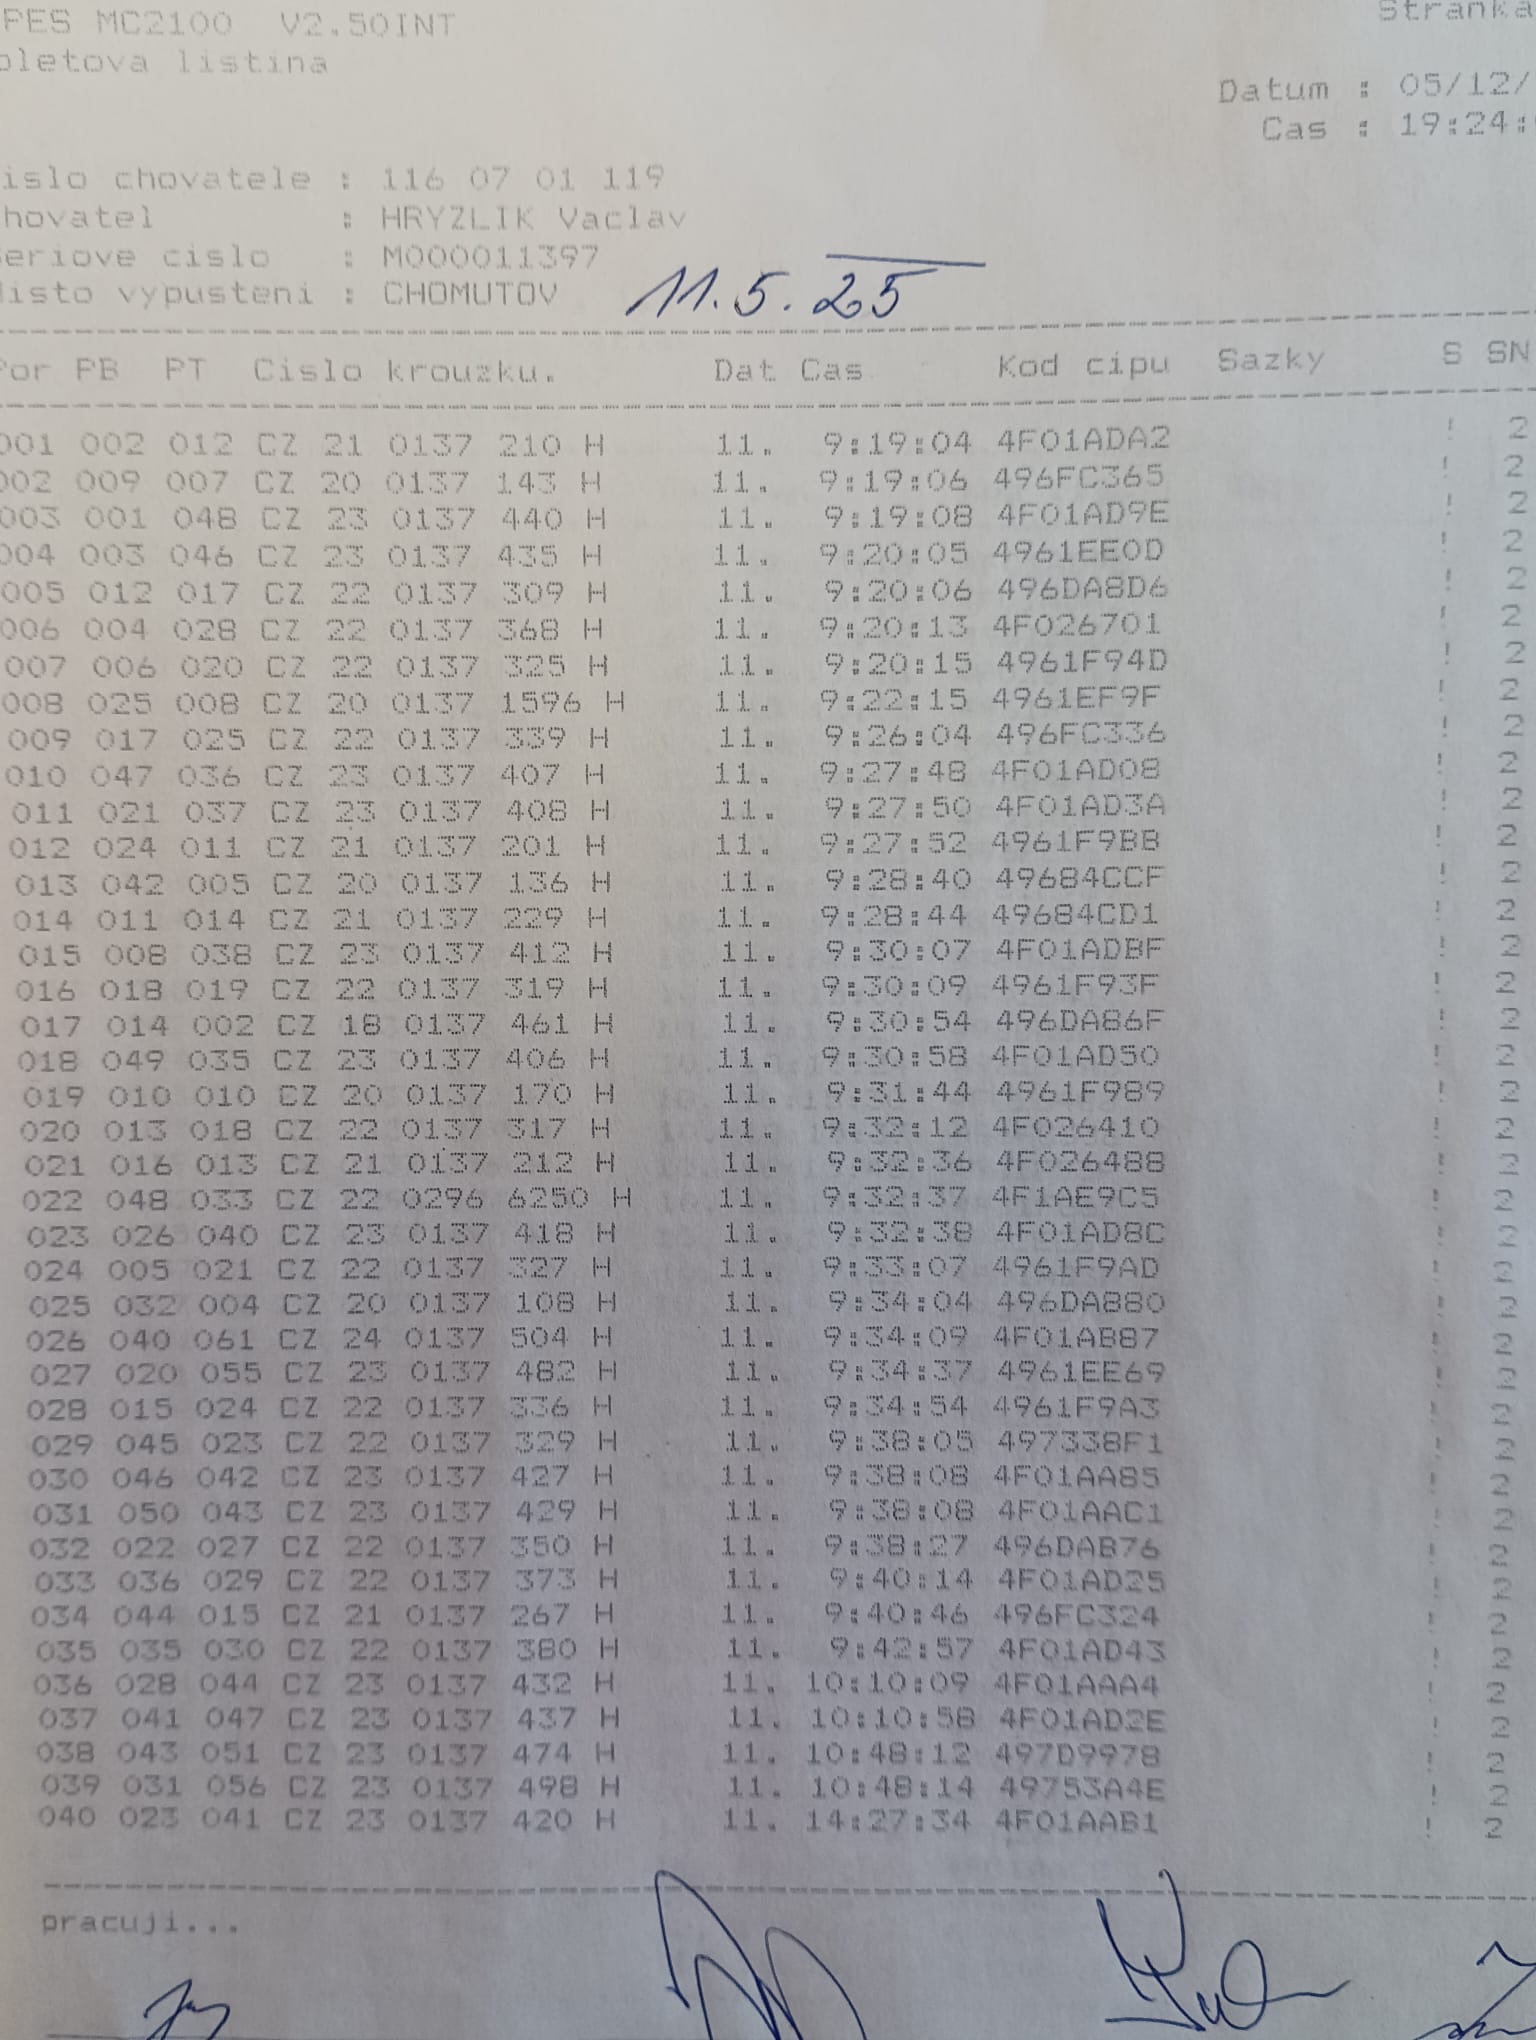 PES MC2100 V2.50INT Stranka
oletova listina
Datum : 05/12/
Cas : 19:24:
islo chovatele : 116 07 01 119
hovatel : HRYZLIK Vaclav
eriove cislo : M000011397
isto vypusteni : CHOMUTOV 11.5.25
Por PB PT Cislo krouzku. Dat Cas Kod cipu Sazky S SN
001 002 012 CZ 21 0137 210 H 11. 9:19:04 4F01ADA2 ! 2
002 009 007 CZ 20 0137 143 H 11. 9:19:06 496FC365 ! 2
003 001 048 CZ 23 0137 440 H 11. 9:19:08 4F01AD9E ! 2
004 003 046 CZ 23 0137 435 H 11. 9:20:05 4961EE0D ! 2
005 012 017 CZ 22 0137 309 H 11. 9:20:06 496DA8D6 ! 2
006 004 028 CZ 22 0137 368 H 11. 9:20:13 4F026701 ! 2
007 006 020 CZ 22 0137 325 H 11. 9:20:15 4961F94D ! 2
008 025 008 CZ 20 0137 1596 H 11. 9:22:15 4961EF9F ! 2
009 017 025 CZ 22 0137 339 H 11. 9:26:04 496FC336 ! 2
010 047 036 CZ 23 0137 407 H 11. 9:27:48 4F01AD08 ! 2
011 021 037 CZ 23 0137 408 H 11. 9:27:50 4F01AD3A ! 2
012 024 011 CZ 21 0137 201 H 11. 9:27:52 4961F9BB ! 2
013 042 005 CZ 20 0137 136 H 11. 9:28:40 49684CCF ! 2
014 011 014 CZ 21 0137 229 H 11. 9:28:44 49684CD1 ! 2
015 008 038 CZ 23 0137 412 H 11. 9:30:07 4F01ADBF ! 2
016 018 019 CZ 22 0137 319 H 11. 9:30:09 4961F93F ! 2
017 014 002 CZ 18 0137 461 H 11. 9:30:54 496DA86F ! 2
018 049 035 CZ 23 0137 406 H 11. 9:30:58 4F01AD50 ! 2
019 010 010 CZ 20 0137 170 H 11. 9:31:44 4961F989 ! 2
020 013 018 CZ 22 0137 317 H 11. 9:32:12 4F026410 ! 2
021 016 013 CZ 21 0137 212 H 11. 9:32:36 4F026488 ! 2
022 048 033 CZ 22 0296 6250 H 11. 9:32:37 4F1AE9C5 ! 2
023 026 040 CZ 23 0137 418 H 11. 9:32:38 4F01AD8C ! 2
024 005 021 CZ 22 0137 327 H 11. 9:33:07 4961F9AD ! 2
025 032 004 CZ 20 0137 108 H 11. 9:34:04 496DA880 ! 2
026 040 061 CZ 24 0137 504 H 11. 9:34:09 4F01AB87 ! 2
027 020 055 CZ 23 0137 482 H 11. 9:34:37 4961EE69 ! 2
028 015 024 CZ 22 0137 336 H 11. 9:34:54 4961F9A3 ! 2
029 045 023 CZ 22 0137 329 H 11. 9:38:05 497338F1 ! 2
030 046 042 CZ 23 0137 427 H 11. 9:38:08 4F01AA85 ! 2
031 050 043 CZ 23 0137 429 H 11. 9:38:08 4F01AAC1 ! 2
032 022 027 CZ 22 0137 350 H 11. 9:38:27 496DAB76 ! 2
033 036 029 CZ 22 0137 373 H 11. 9:40:14 4F01AD25 ! 2
034 044 015 CZ 21 0137 267 H 11. 9:40:46 496FC324 ! 2
035 035 030 CZ 22 0137 380 H 11. 9:42:57 4F01AD43 ! 2
036 028 044 CZ 23 0137 432 H 11. 10:10:09 4F01AAA4 ! 2
037 041 047 CZ 23 0137 437 H 11. 10:10:58 4F01AD2E ! 2
038 043 051 CZ 23 0137 474 H 11. 10:48:12 497D9978 ! 2
039 031 056 CZ 23 0137 498 H 11. 10:48:14 49753A4E ! 2
040 023 041 CZ 23 0137 420 H 11. 14:27:34 4F01AAB1 ! 2
pracuji...